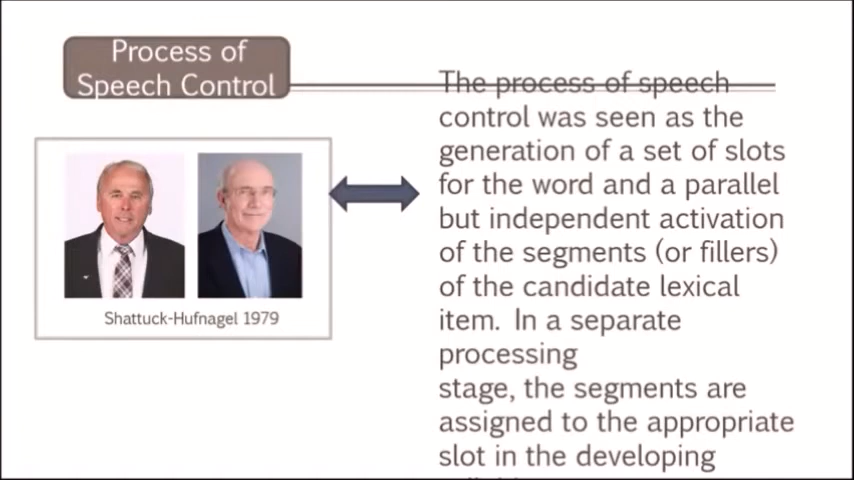 Process of
Speech Control
Shattuck-Hufnagel 1979
The process of speech
control was seen as the
generation of a set of slots
for the word and a parallel
but independent activation
of the segments (or fillers)
of the candidate lexical
item. In a separate
processing
stage, the segments are
assigned to the appropriate
slot in the developing